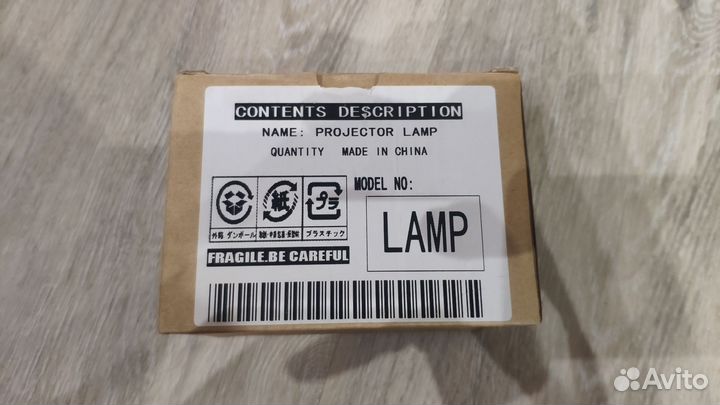 CONTENTS DE$CRIPTION
NAME: PROJECTOR LAMP
QUANTITY MADE IN CHINA
MODEL NO:
紙
プラ
外箱 ダンボール
プラスチック
LAMP
FRAGILE.BE CAREFUL
Avito